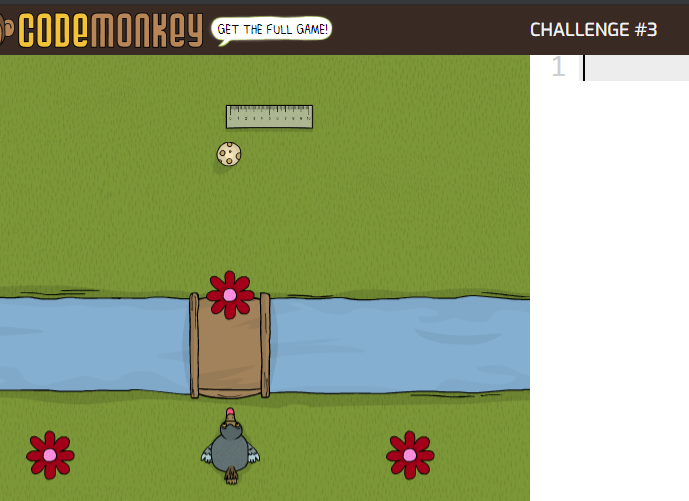 CODEMONKEY
GET THE FULL GAME!
CHALLENGE #3
1